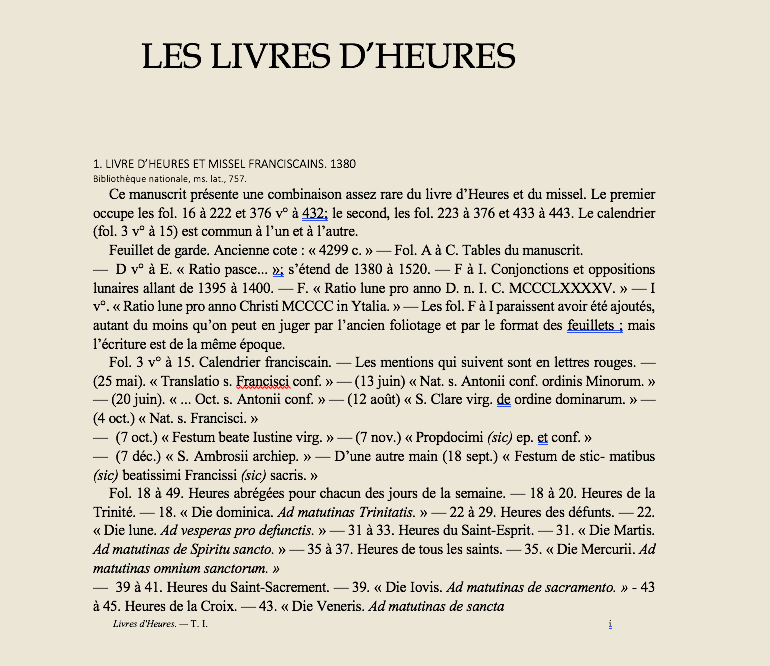 LES LIVRES D’HEURES
1. LIVRE D’HEURES ET MISSEL FRANCISCAINS. 1380
Bibliothèque nationale, ms. lat., 757.
Ce manuscrit présente une combinaison assez rare du livre d’Heures et du missel. Le premier
occupe les fol. 16 à 222 et 376 v° à 432; le second, les fol. 223 à 376 et 433 à 443. Le calendrier
(fol. 3 v° à 15) est commun à l’un et à l’autre.
Feuillet de garde. Ancienne cote : « 4299 c. » — Fol. A à C. Tables du manuscrit.
— D v° à E. « Ratio pasce... »; s’étend de 1380 à 1520. — F à I. Conjonctions et oppositions
lunaires allant de 1395 à 1400. — F. « Ratio lune pro anno D. n. I. C. MCCCLXXXXV. » — I
v°. « Ratio lune pro anno Christi MCCCC in Ytalia. » — Les fol. F à I paraissent avoir été ajoutés,
autant du moins qu’on peut en juger par l’ancien foliotage et par le format des feuillets ; mais
l’écriture est de la même époque.
Fol. 3 v° à 15. Calendrier franciscain. — Les mentions qui suivent sont en lettres rouges. —
(25 mai). « Translatio s. Francisci conf. » — (13 juin) « Nat. s. Antonii conf. ordinis Minorum. »
— (20 juin). « ... Oct. s. Antonii conf. » — (12 août) « S. Clare virg. de ordine dominarum. » —
(4 oct.) « Nat. s. Francisci. »
— (7 oct.) « Festum beate Iustine virg. » — (7 nov.) « Propdocimi (sic) ep. et conf. »
— (7 déc.) « S. Ambrosii archiep. » — D’une autre main (18 sept.) « Festum de stic- matibus
(sic) beatissimi Francissi (sic) sacris. »
Fol. 18 à 49. Heures abrégées pour chacun des jours de la semaine. — 18 à 20. Heures de la
Trinité. — 18. « Die dominica. Ad matutinas Trinitatis. » — 22 à 29. Heures des défunts. — 22.
« Die lune. Ad vesperas pro defunctis. » — 31 à 33. Heures du Saint-Esprit. — 31. « Die Martis.
Ad matutinas de Spiritu sancto. » — 35 à 37. Heures de tous les saints. — 35. « Die Mercurii. Ad
matutinas omnium sanctorum. »
— 39 à 41. Heures du Saint-Sacrement. — 39. « Die Iovis. Ad matutinas de sacramento. » - 43
à 45. Heures de la Croix. — 43. « Die Veneris. Ad matutinas de sancta
Livres d'Heures. — T. I. i